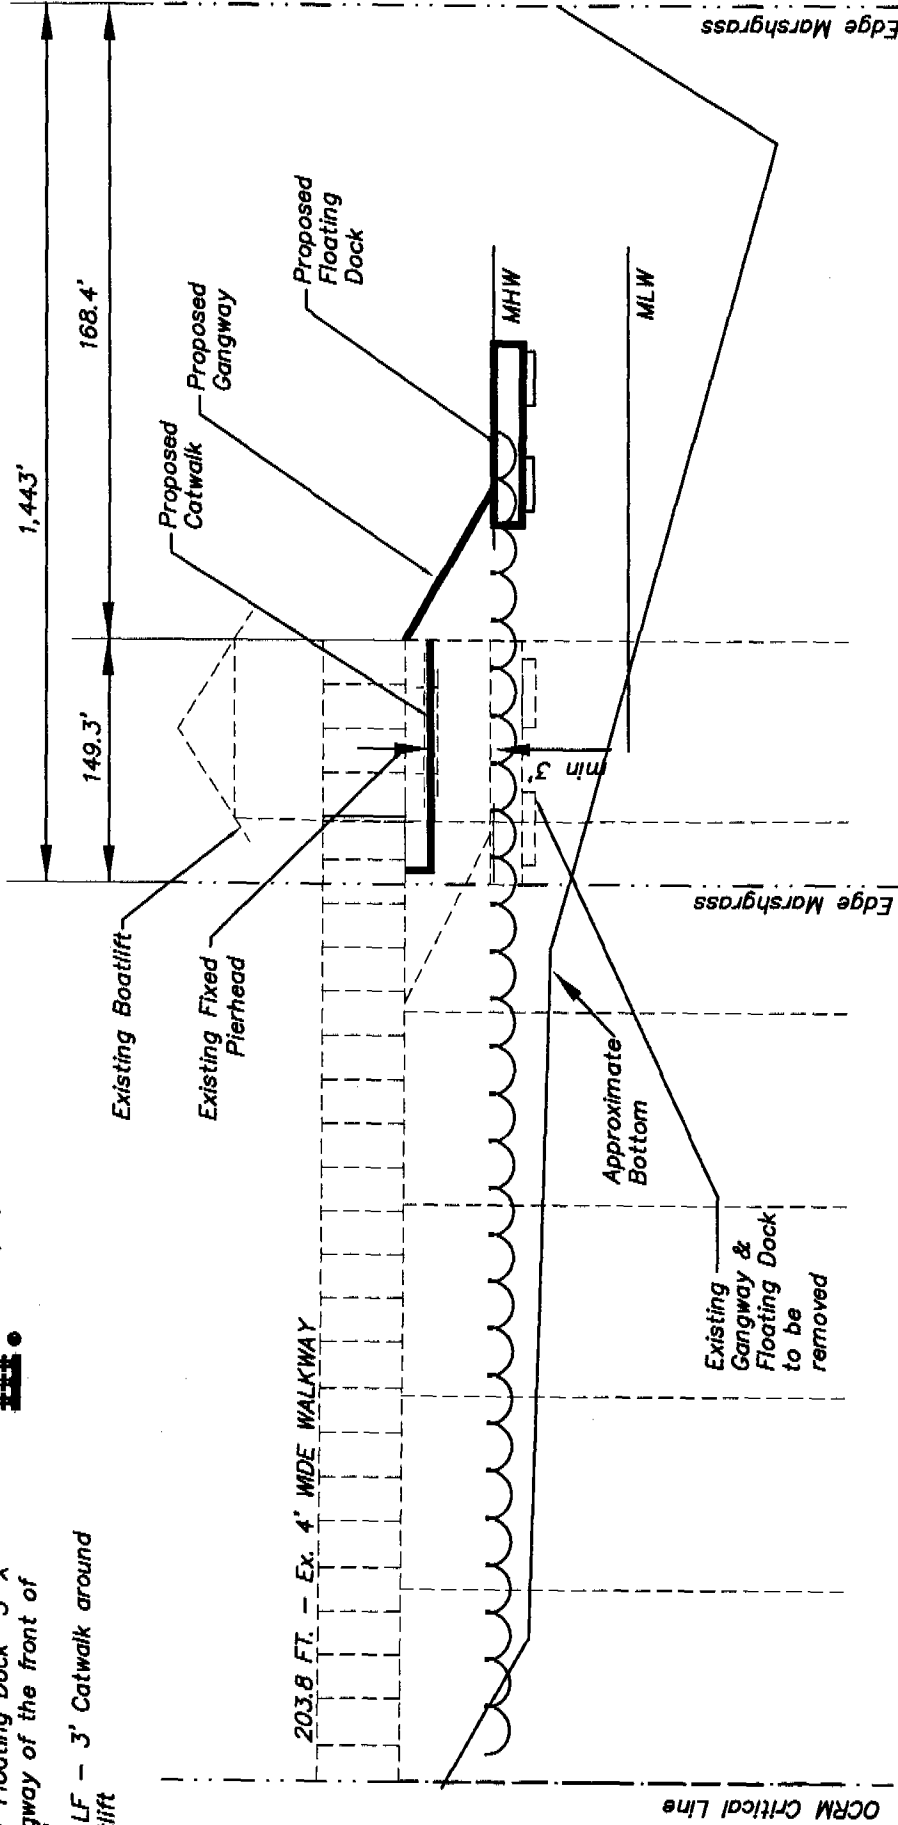 Floating Dock 5' x
gway of the front of
LF - 3' Catwalk around
lift
1,443'
149.3'
168.4'
Existing Boatlift
Existing Fixed
Pierhead
Proposed
Catwalk
Proposed
Gangway
Proposed
Floating
Dock
203.8 FT. - Ex. 4' WIDE WALKWAY
MHW
MLW
min 3'
Approximate
Bottom
Existing
Gangway &
Floating Dock
to be
removed
OCRM Critical Line
Edge Marshgrass
Edge Marshgrass